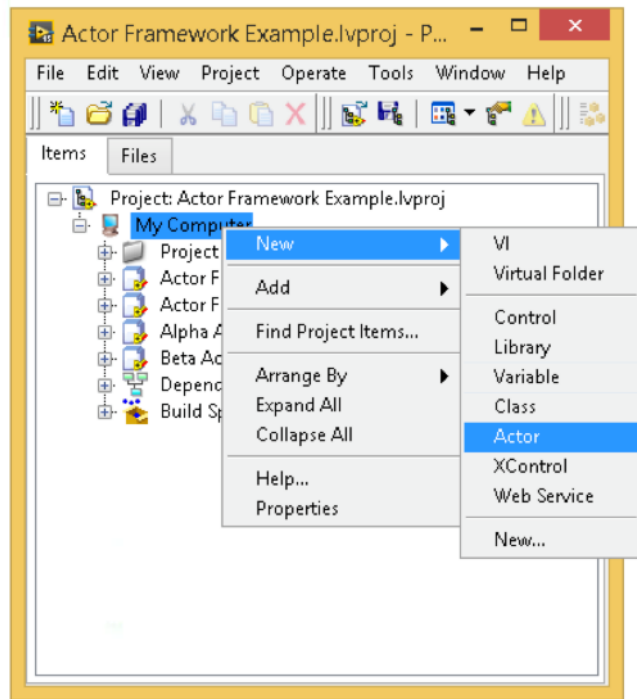 Actor Framework Example.lvproj - P...
File Edit View Project Operate Tools Window Help
Items Files
Project: Actor Framework Example.lvproj
My Computer
Project
Actor F
Actor F
Alpha A
Beta Ac
Depend
Build Sp
New
Add
Find Project Items...
Arrange By
Expand All
Collapse All
Help...
Properties
VI
Virtual Folder
Control
Library
Variable
Class
Actor
XControl
Web Service
New...